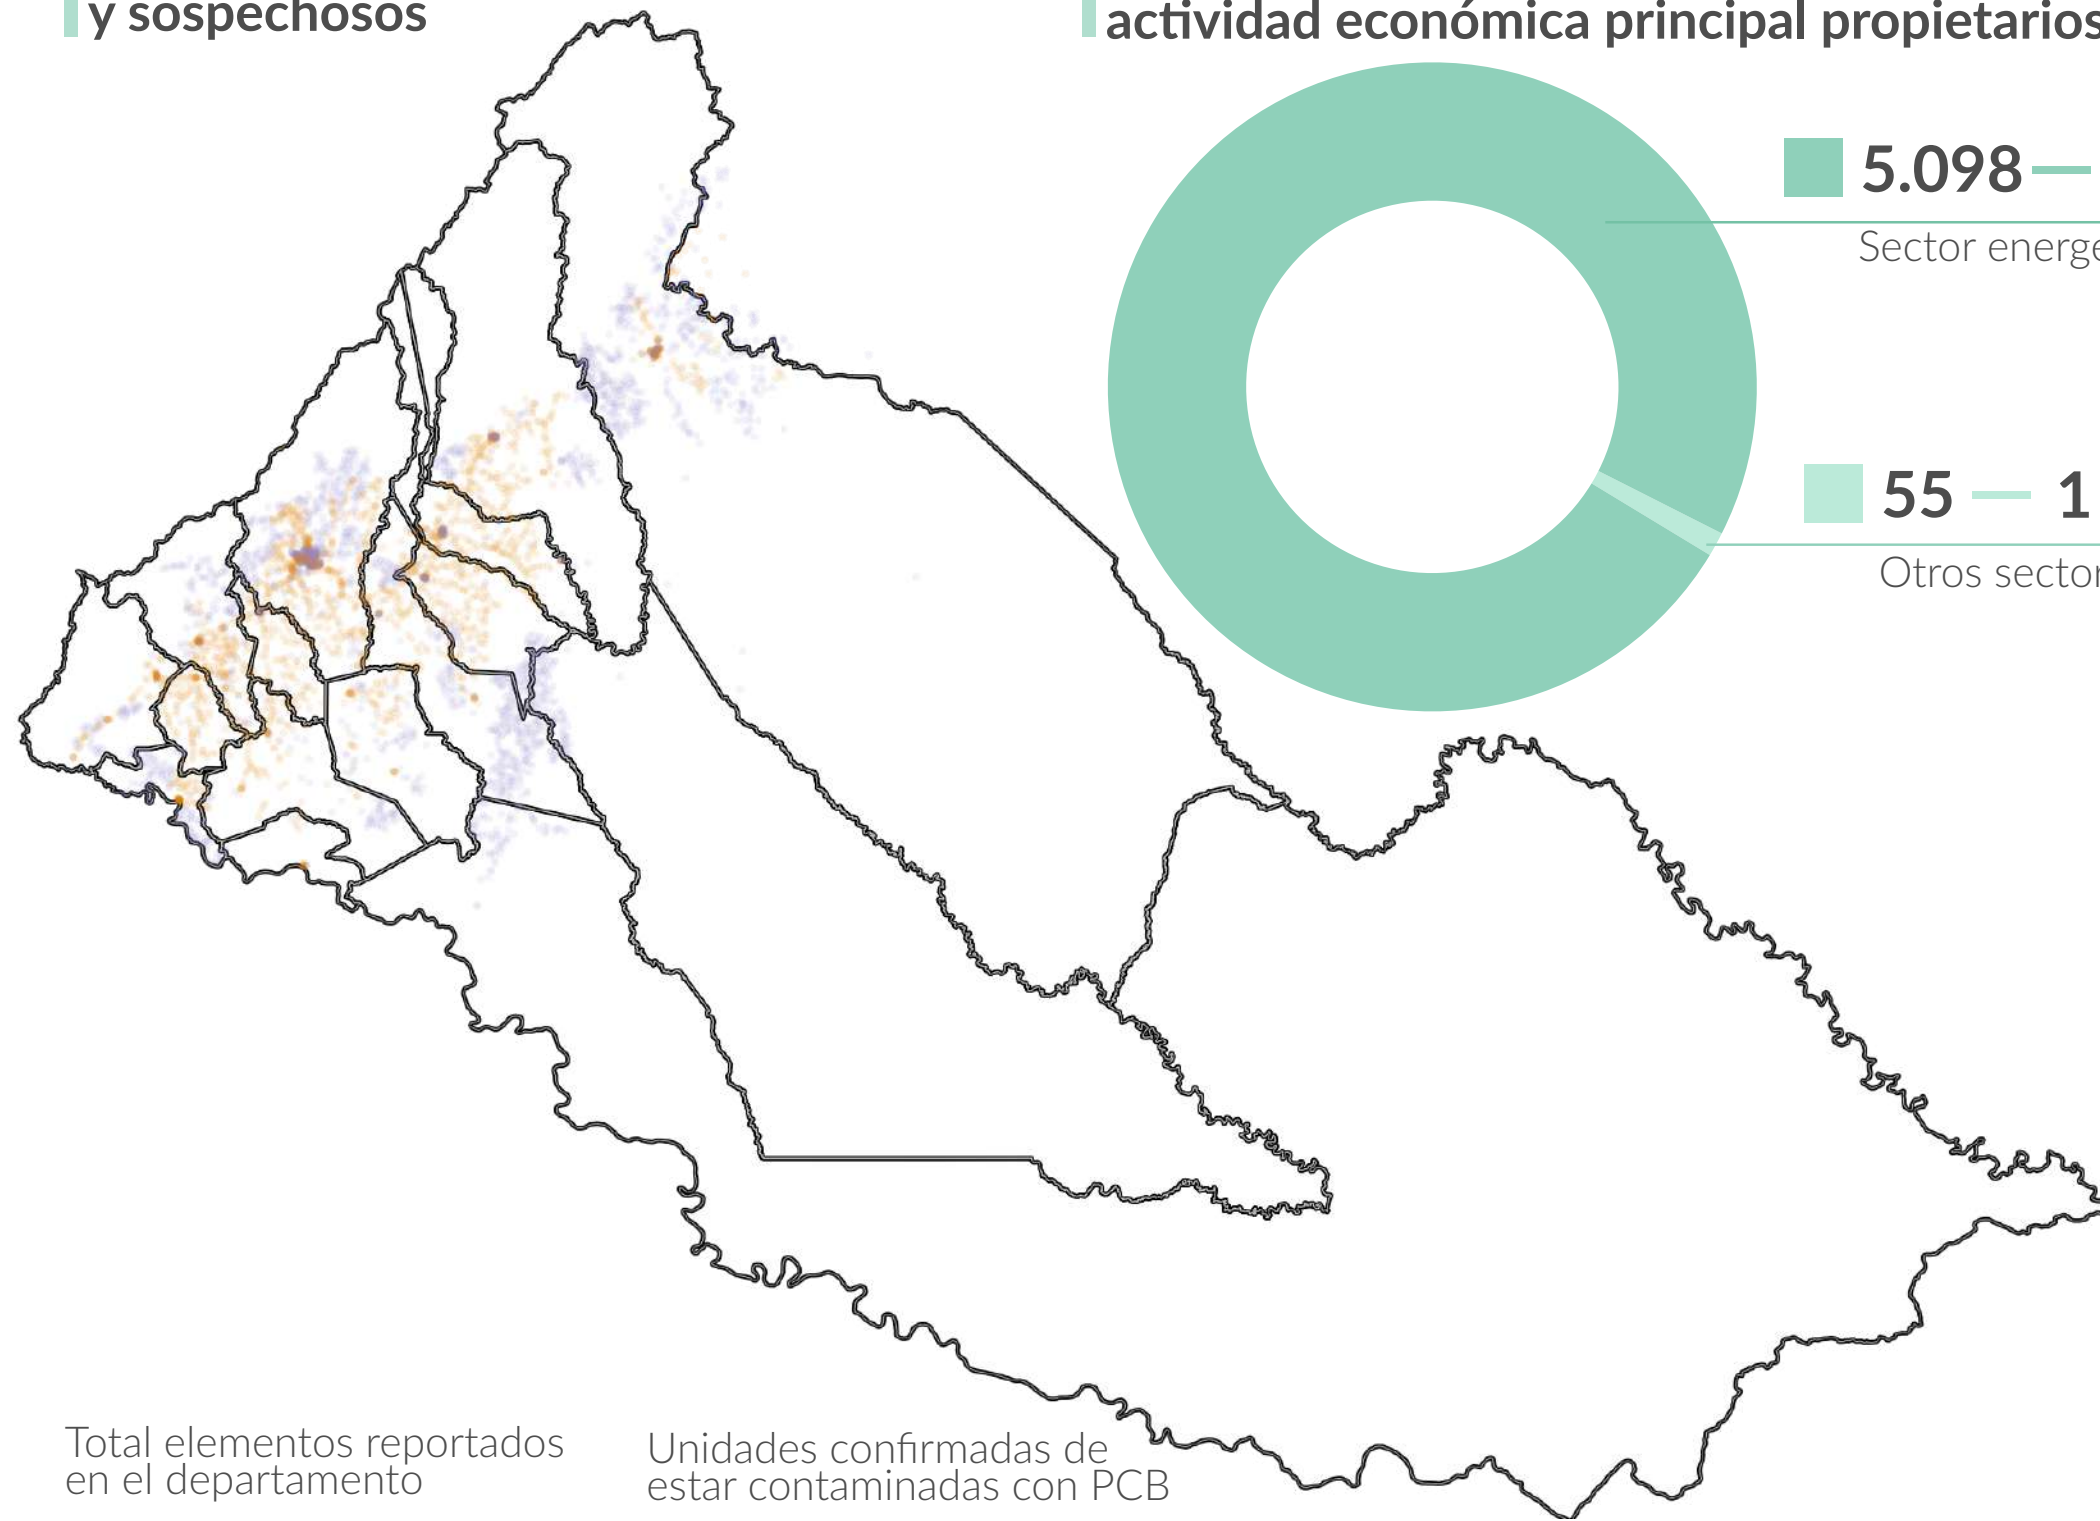 y sospechosos
actividad económica principal propietarios
5.098
Sector energe
55 — 1
Otros sector
Total elementos reportados
en el departamento
Unidades confirmadas de
estar contaminadas con PCB